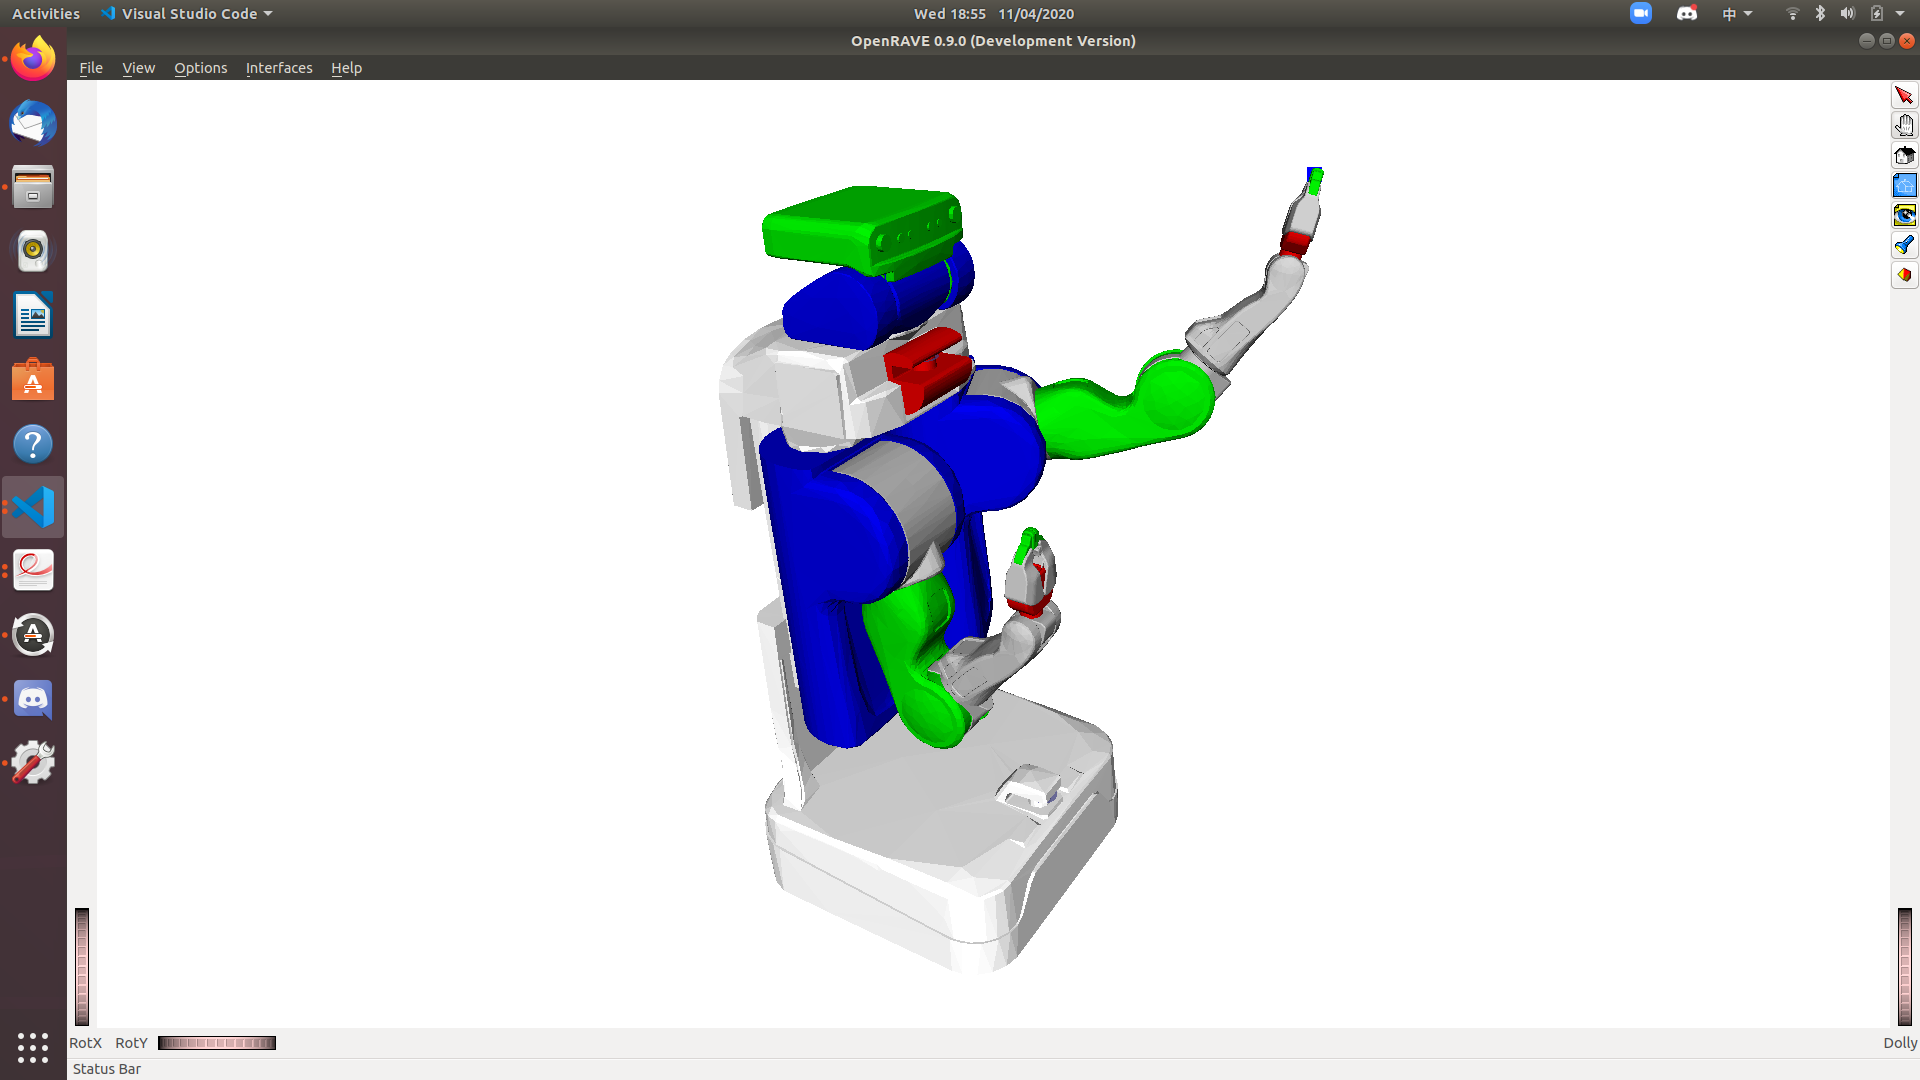 Activities Visual Studio Code Wed 18:55 11/04/2020 中
OpenRAVE 0.9.0 (Development Version)
File View Options Interfaces Help
RotX RotY Dolly
Status Bar